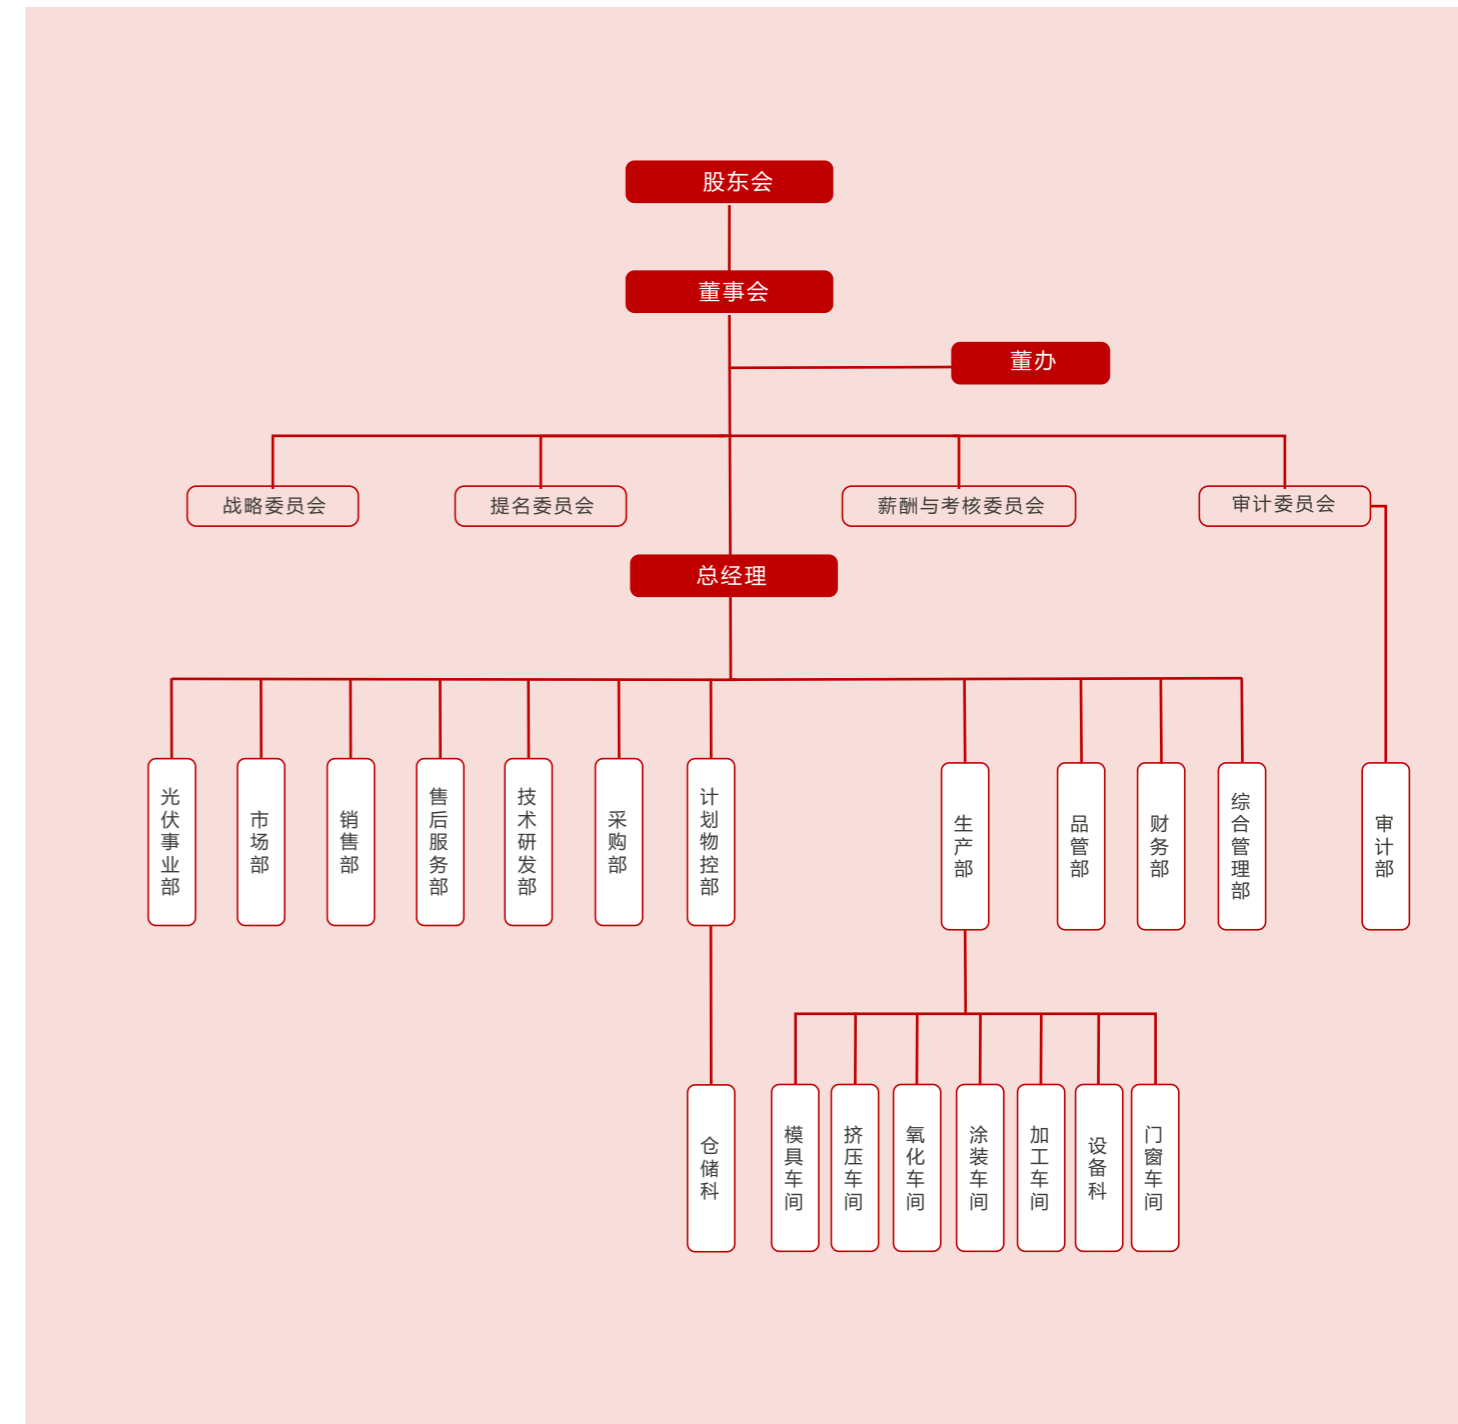 股东会
董事会
董办
战略委员会
提名委员会
薪酬与考核委员会
审计委员会
总经理
光伏事业部
市场部
销售部
售后服务部
技术研发部
采购部
计划物控部
生产部
品管部
财务部
综合管理部
审计部
仓储科
模具车间
挤压车间
氧化车间
涂装车间
加工车间
设备科
门窗车间